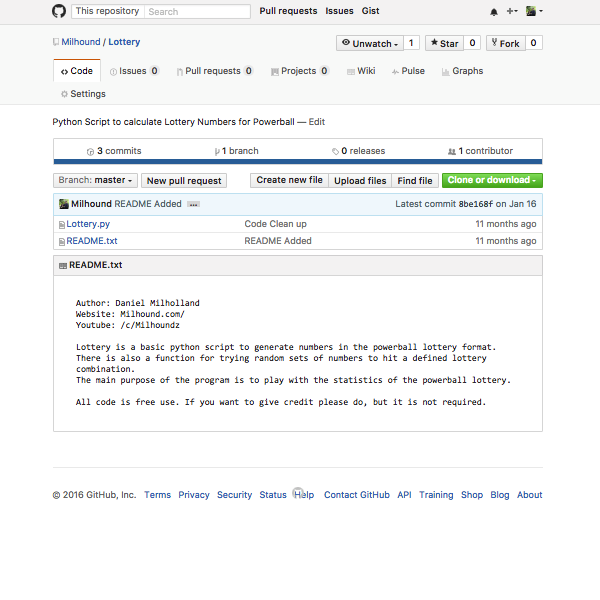 This repository Search Pull requests Issues Gist
Milhound / Lottery
Unwatch 1 Star 0 Fork 0
Code Issues 0 Pull requests 0 Projects 0 Wiki Pulse Graphs
Settings
Python Script to calculate Lottery Numbers for Powerball — Edit
3 commits 1 branch 0 releases 1 contributor
Branch: master New pull request Create new file Upload files Find file Clone or download
Milhound README Added ... Latest commit 8be168f on Jan 16
Lottery.py Code Clean up 11 months ago
README.txt README Added 11 months ago
README.txt
Author: Daniel Milholland
Website: Milhound.com/
Youtube: /c/Milhoundz
Lottery is a basic python script to generate numbers in the powerball lottery format.
There is also a function for trying random sets of numbers to hit a defined lottery
combination.
The main purpose of the program is to play with the statistics of the powerball lottery.
All code is free use. If you want to give credit please do, but it is not required.
© 2016 GitHub, Inc. Terms Privacy Security Status Help Contact GitHub API Training Shop Blog About